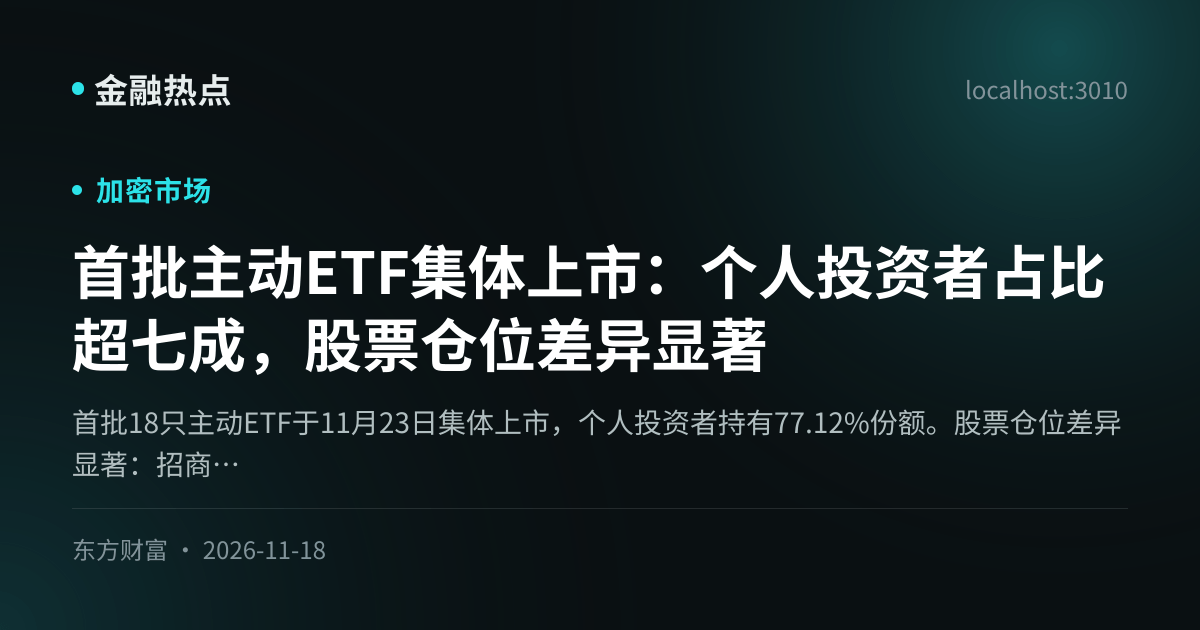 金融热点
localhost:3010
加密市场
首批主动ETF集体上市：个人投资者占比
超七成，股票仓位差异显著
首批18只主动ETF于11月23日集体上市，个人投资者持有77.12%份额。股票仓位差异
显著：招商…
东方财富 · 2026-11-18